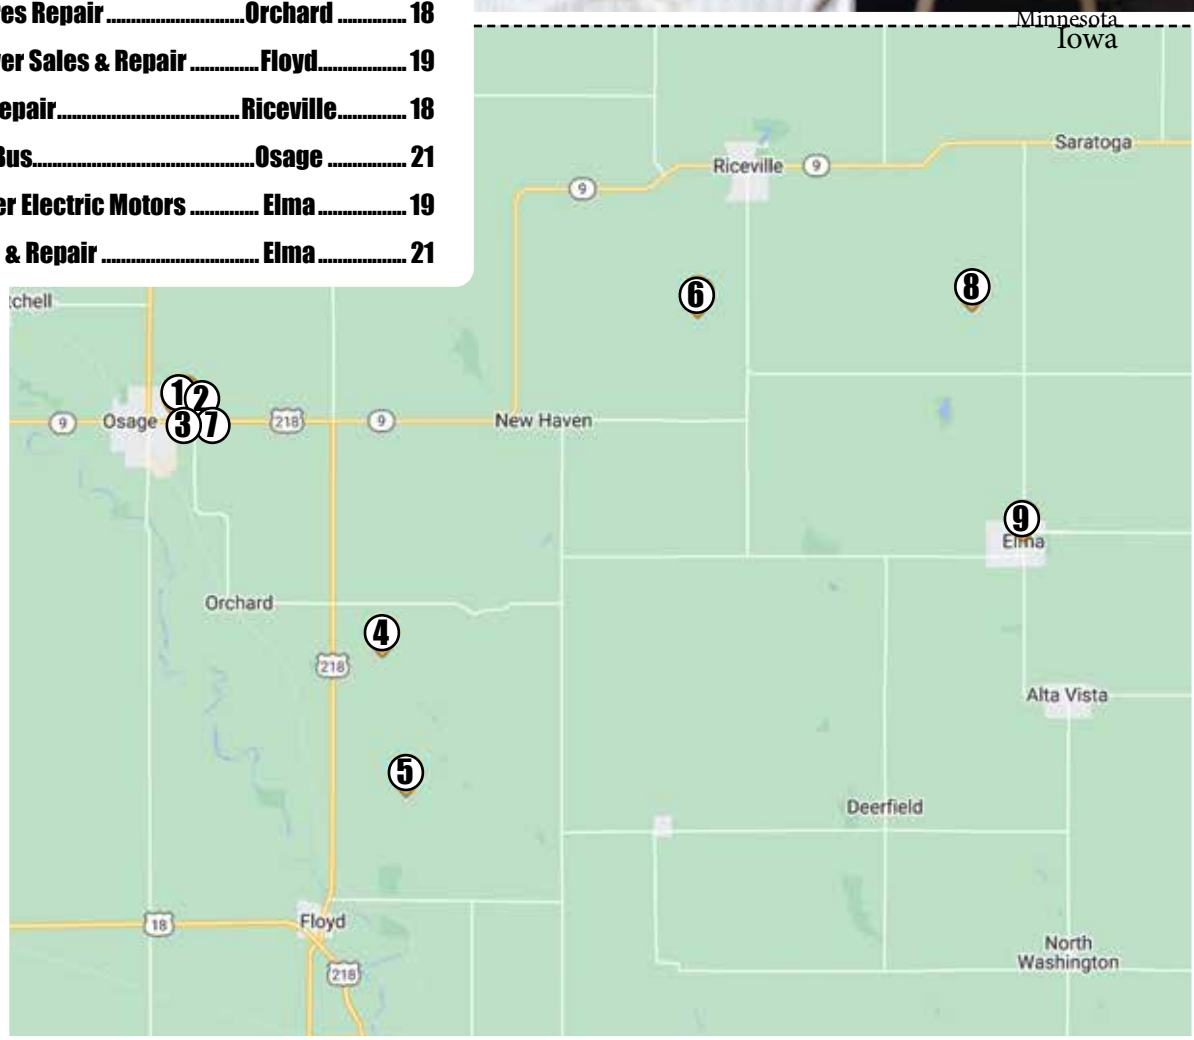 res Repair............................Orchard .............. 18
er Sales & Repair ..............Floyd.................. 19
epair.....................................Riceville.............. 18
Bus.............................................Osage ................ 21
er Electric Motors .............. Elma.................. 19
& Repair ................................ Elma.................. 21
Minnesota
Iowa
Saratoga
Riceville
9
9
6
8
tchell
1
2
9
Osage
3
7
218
9
New Haven
9
Elma
Orchard
4
218
Alta Vista
5
Deerfield
18
Floyd
North
Washington
218